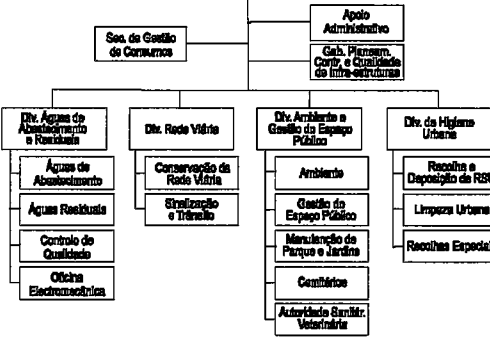 Apoio
Administrativo
Sec. de Gestão
de Consumos
Gab. Planeam.
Contr. e Qualidade
de Infra-estruturas
Div. Águas de
Abastecimento
e Residuais
Div. Rede Viária
Div. Ambiente e
Gestão do Espaço
Público
Div. de Higiene
Urbana
Águas de
Abastecimento
Conservação da
Rede Viária
Ambiente
Recolha e
Deposição de RSU
Águas Residuais
Sinalização
e Trânsito
Gestão do
Espaço Público
Limpeza Urbana
Controlo de
Qualidade
Manutenção de
Parque e Jardins
Recolhas Especiai
Oficina
Electromecânica
Cemitérios
Autoridade Sanitár.
Veterinária